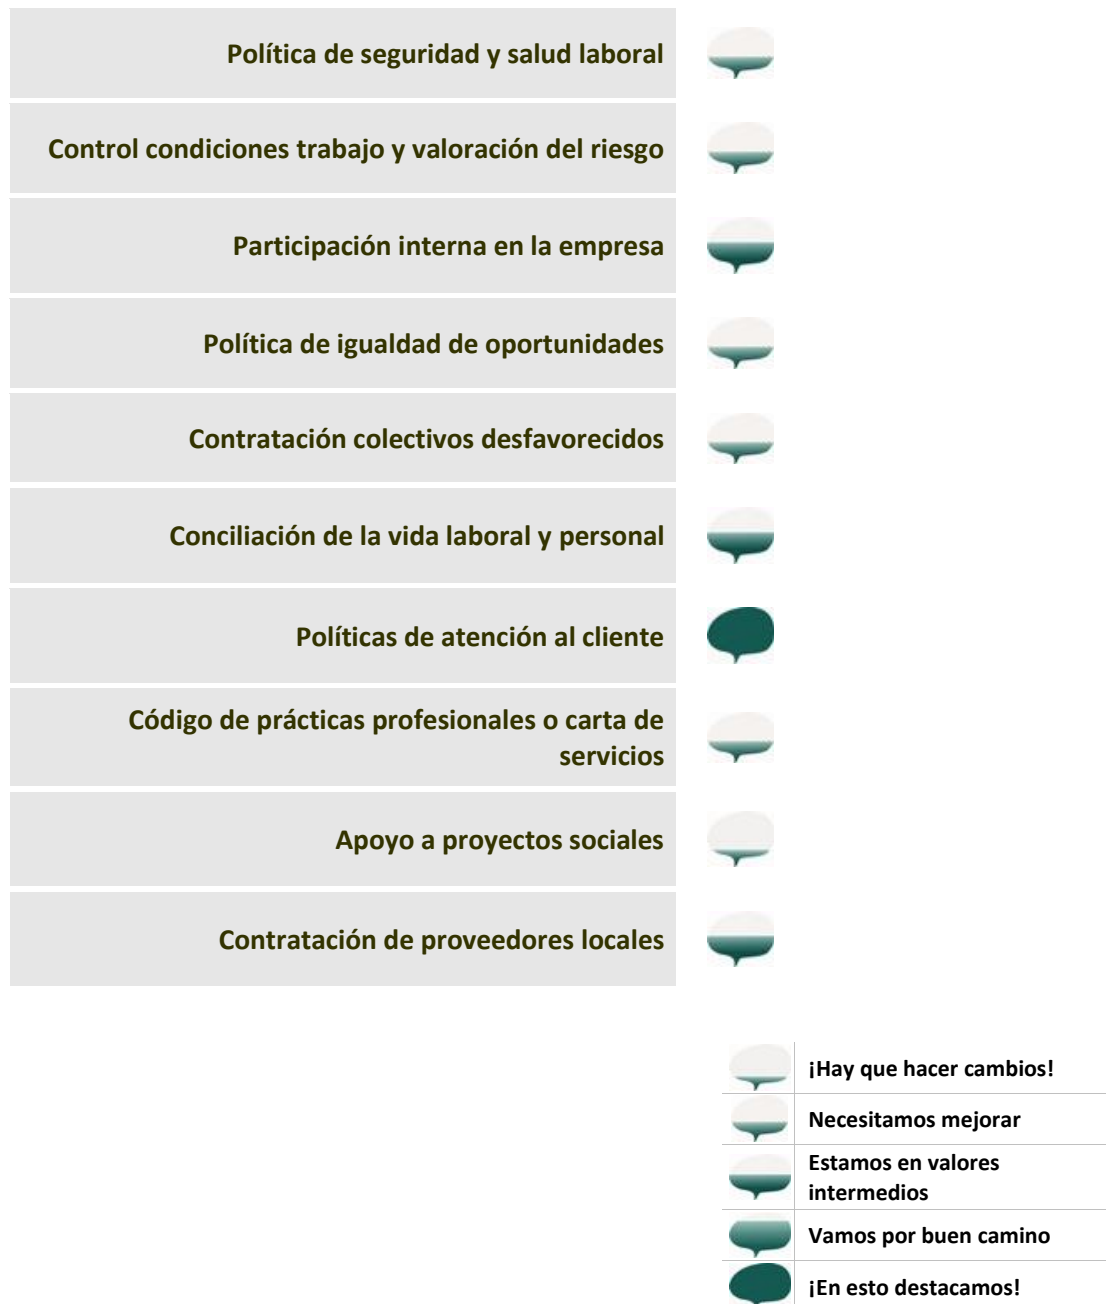 Política de seguridad y salud laboral
Control condiciones trabajo y valoración del riesgo
Participación interna en la empresa
Política de igualdad de oportunidades
Contratación colectivos desfavorecidos
Conciliación de la vida laboral y personal
Políticas de atención al cliente
Código de prácticas profesionales o carta de
servicios
Apoyo a proyectos sociales
Contratación de proveedores locales
¡Hay que hacer cambios!
Necesitamos mejorar
Estamos en valores
intermedios
Vamos por buen camino
¡En esto destacamos!